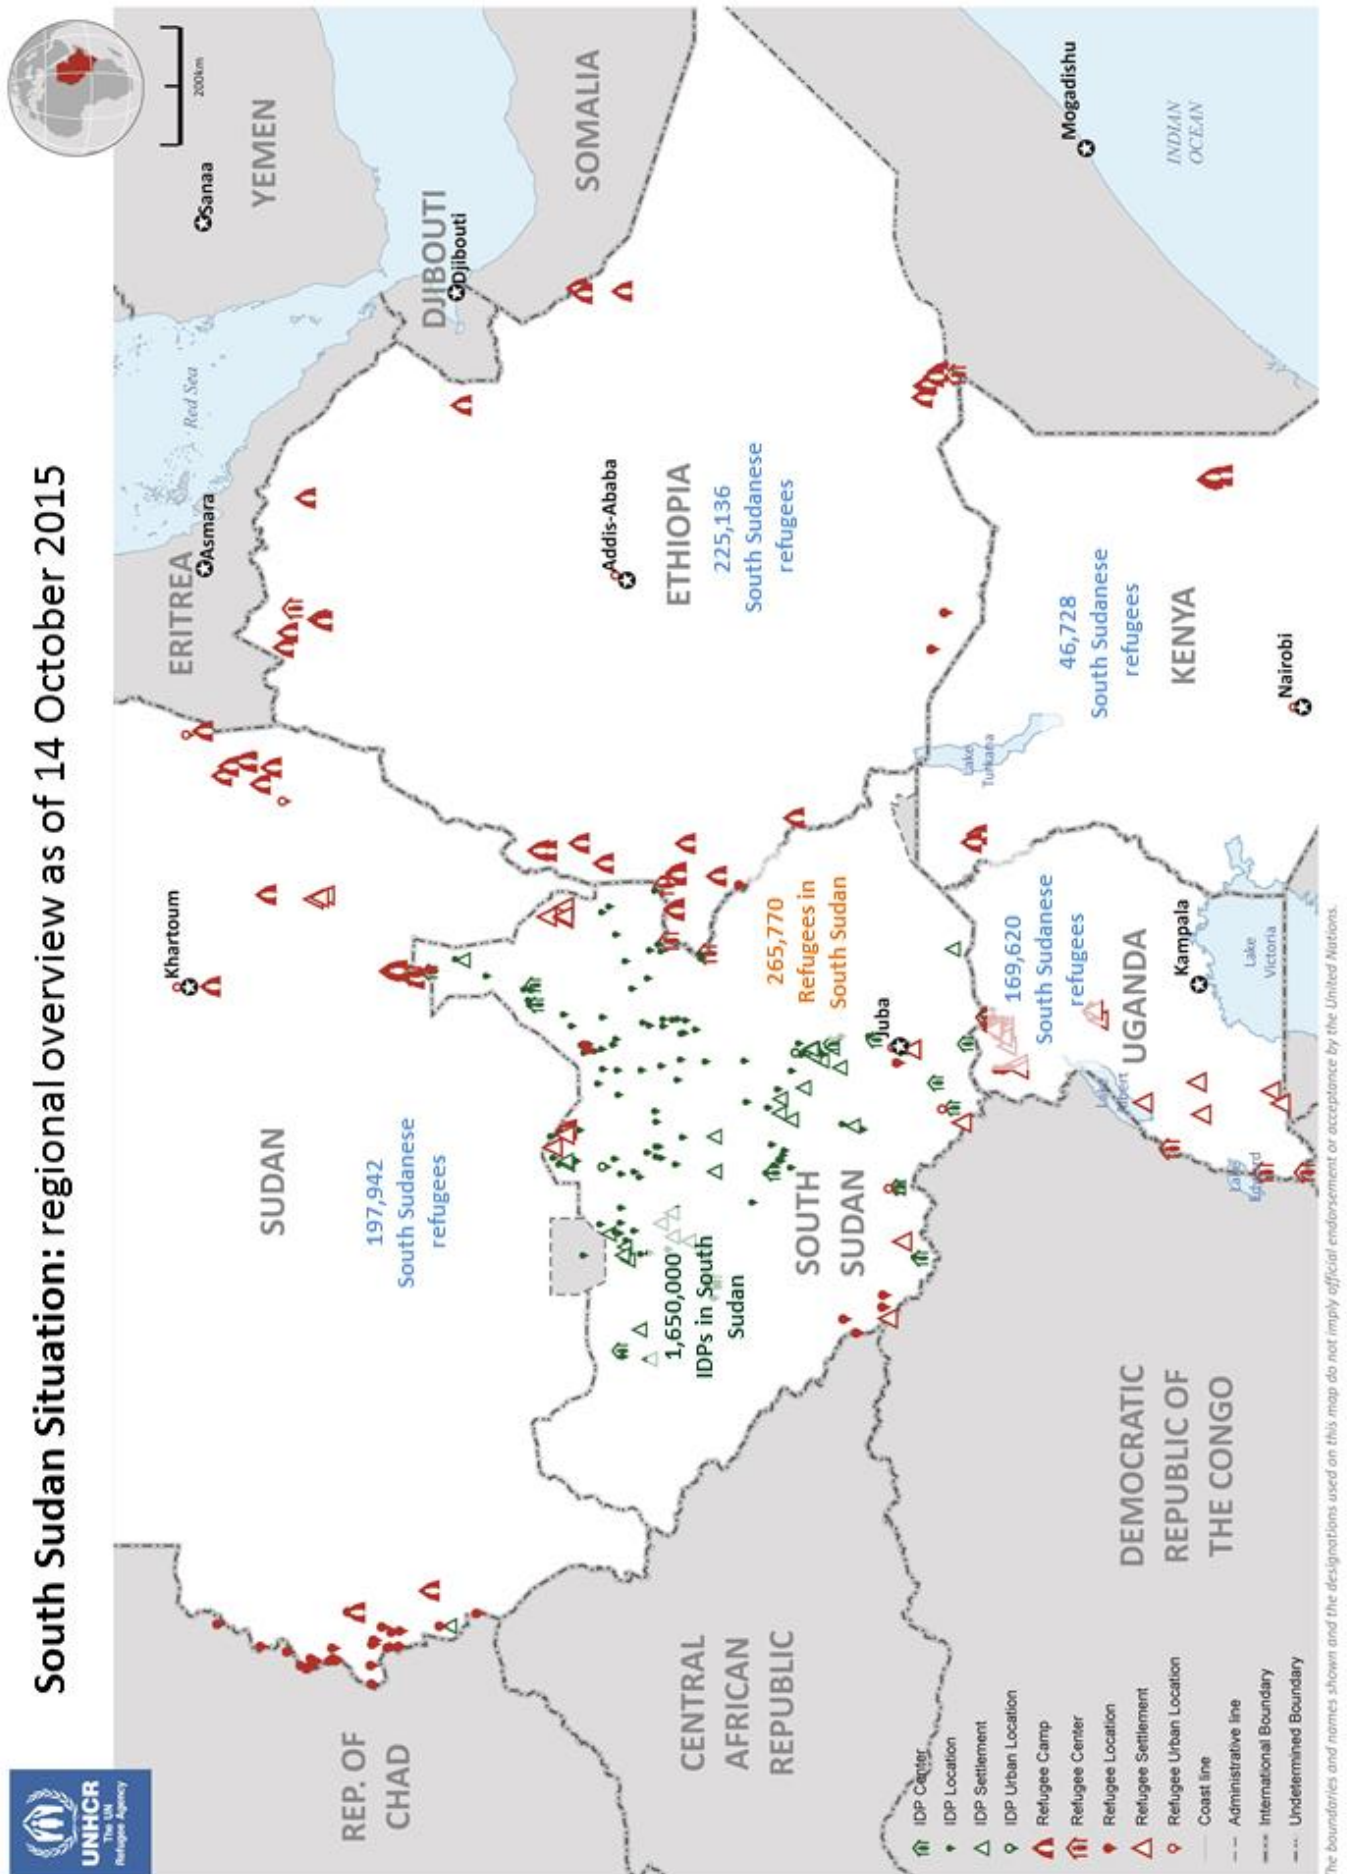 UNHCR
The UN
Refugee Agency
South Sudan Situation: regional overview as of 14 October 2015
200km
Khartoum
ERITREA
Asmara
Red Sea
Sanaa
YEMEN
SUDAN
197,942
South Sudanese
refugees
DJIBOUTI
Djibouti
SOMALIA
REP. OF
CHAD
Addis-Ababa
ETHIOPIA
225,136
South Sudanese
refugees
1,650,000
IDPs in South
Sudan
CENTRAL
AFRICAN
REPUBLIC
SOUTH
SUDAN
265,770
Refugees in
South Sudan
Juba
Lake
Turkana
169,620
South Sudanese
refugees
UGANDA
46,728
South Sudanese
refugees
KENYA
Mogadishu
INDIAN
OCEAN
Kampala
Lake
Victoria
Nairobi
DEMOCRATIC
REPUBLIC OF
THE CONGO
IDP Center
IDP Location
IDP Settlement
IDP Urban Location
Refugee Camp
Refugee Center
Refugee Location
Refugee Settlement
Refugee Urban Location
Coast line
Administrative line
International Boundary
Undetermined Boundary
he boundaries and names shown and the designations used on this map do not imply official endorsement or acceptance by the United Nations.